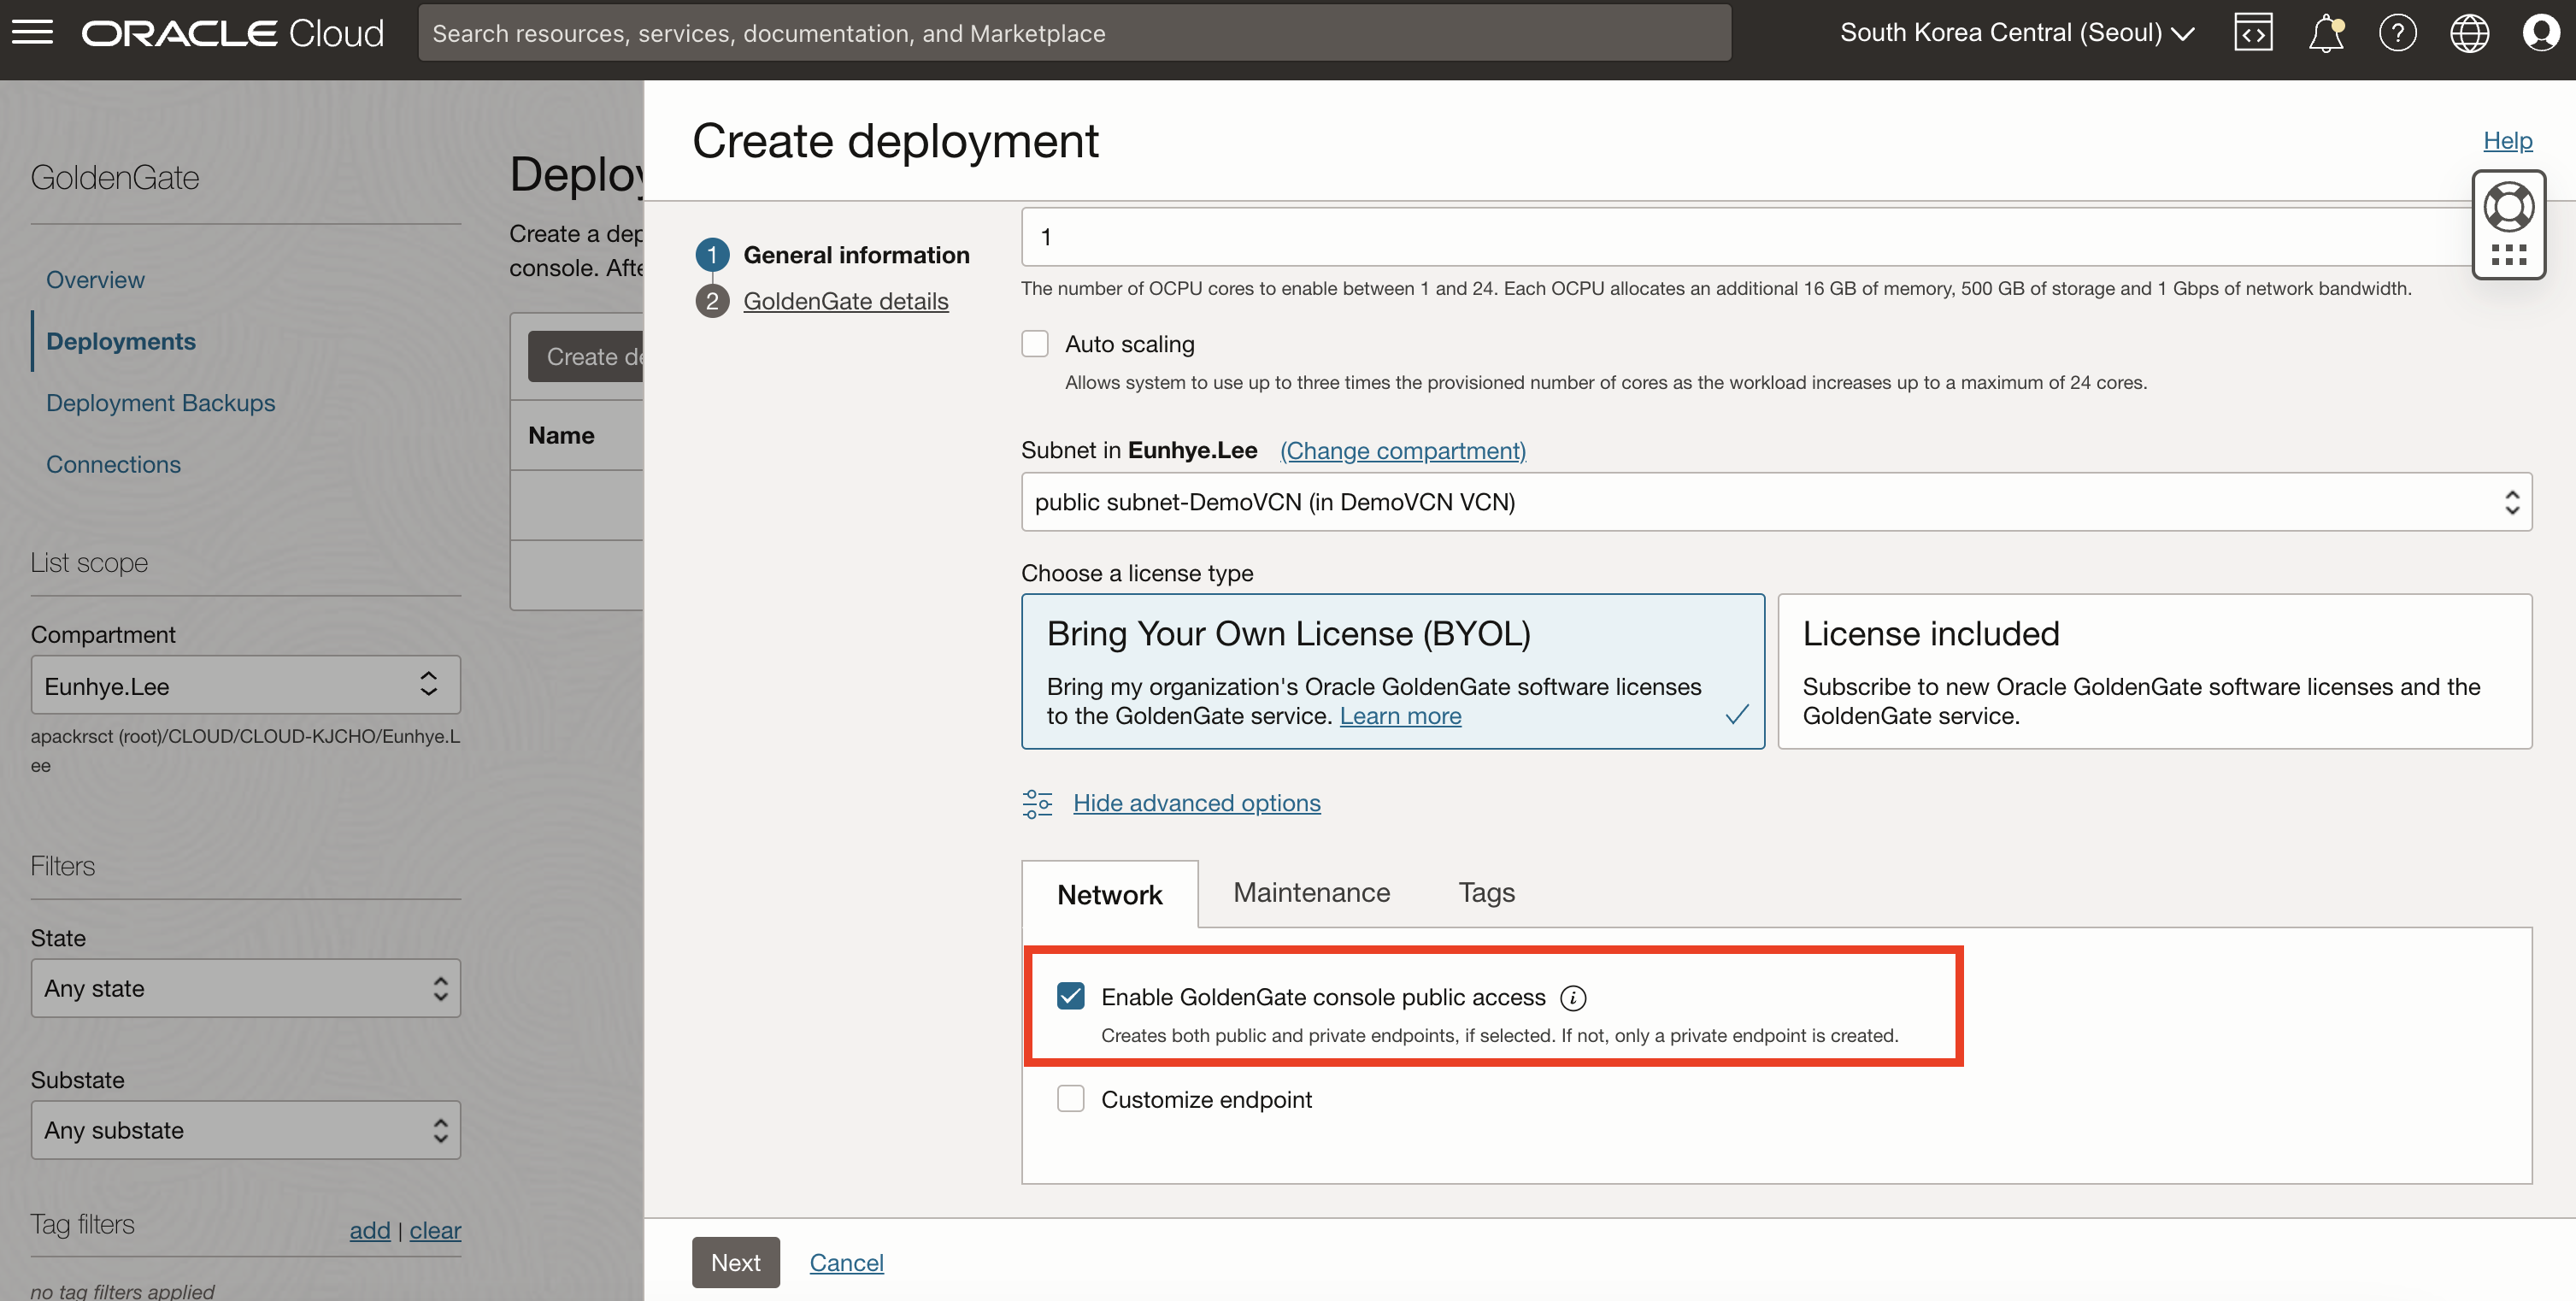 ORACLE Cloud
Search resources, services, documentation, and Marketplace
South Korea Central (Seoul)
GoldenGate
Overview
Deployments
Deployment Backups
Connections
List scope
Compartment
Eunhye.Lee
apackrsct (root)/CLOUD/CLOUD-KJCHO/Eunhye.L
ee
Filters
State
Any state
Substate
Any substate
Tag filters
add | clear
no tag filters applied
Deploy
Create a dep
console. Afte
Create de
Name
Create deployment
Help
1 General information
2 GoldenGate details
1
The number of OCPU cores to enable between 1 and 24. Each OCPU allocates an additional 16 GB of memory, 500 GB of storage and 1 Gbps of network bandwidth.
Auto scaling
Allows system to use up to three times the provisioned number of cores as the workload increases up to a maximum of 24 cores.
Subnet in Eunhye.Lee (Change compartment)
public subnet-DemoVCN (in DemoVCN VCN)
Choose a license type
Bring Your Own License (BYOL)
Bring my organization's Oracle GoldenGate software licenses
to the GoldenGate service. Learn more
License included
Subscribe to new Oracle GoldenGate software licenses and the
GoldenGate service.
Hide advanced options
Network Maintenance Tags
Enable GoldenGate console public access
Creates both public and private endpoints, if selected. If not, only a private endpoint is created.
Customize endpoint
Next Cancel